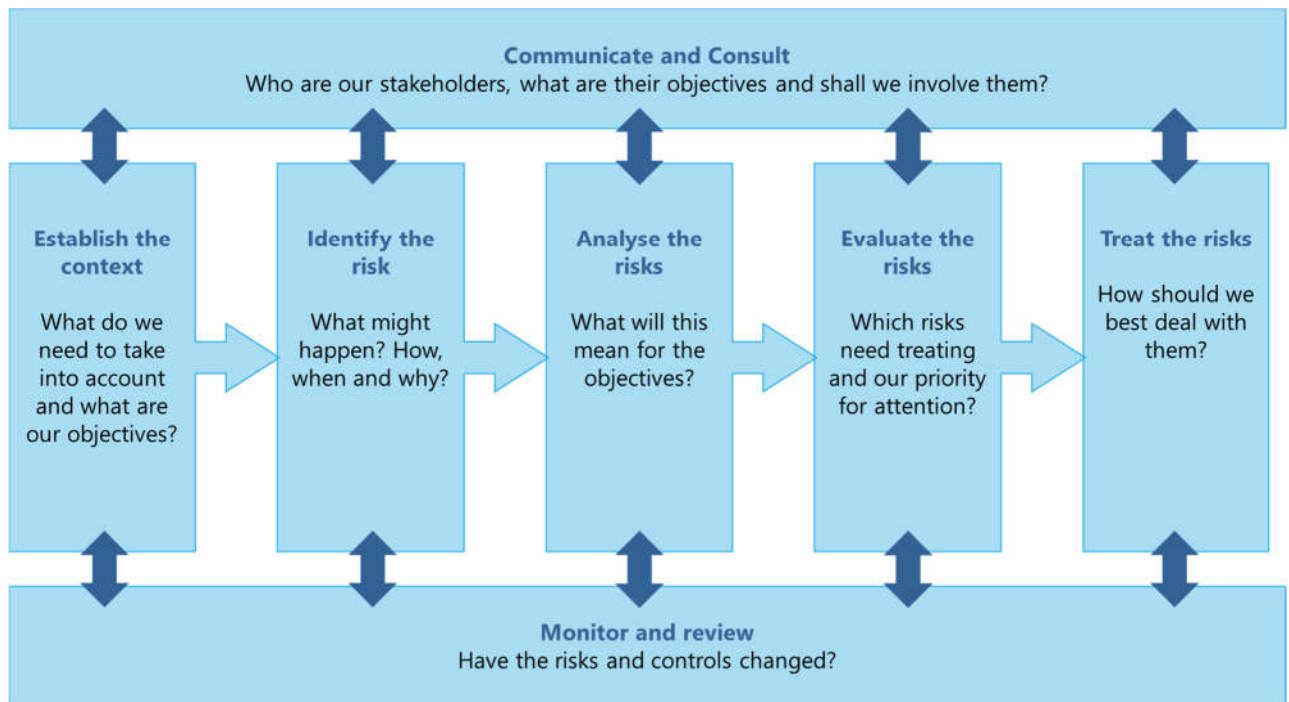 Communicate and Consult
Who are our stakeholders, what are their objectives and shall we involve them?
Establish the
context
What do we
need to take
into account
and what are
our objectives?
Identify the
risk
What might
happen? How,
when and why?
Analyse the
risks
What will this
mean for the
objectives?
Evaluate the
risks
Which risks
need treating
and our priority
for attention?
Treat the risks
How should we
best deal with
them?
Monitor and review
Have the risks and controls changed?